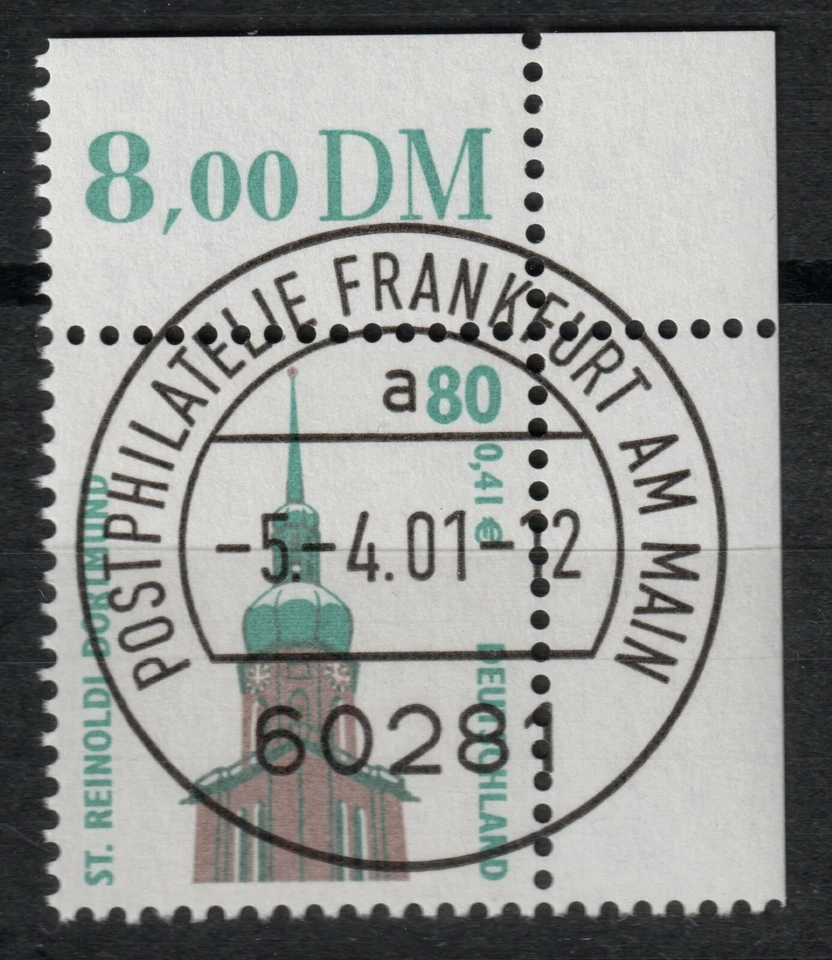 8,00 DM
POSTPHILATELIE FRANKFURT AM MAIN
a
80
0,41 €
-5.-4.01-12
60281
ST. REINOLDI DORTMUND
DEUTSCHLAND